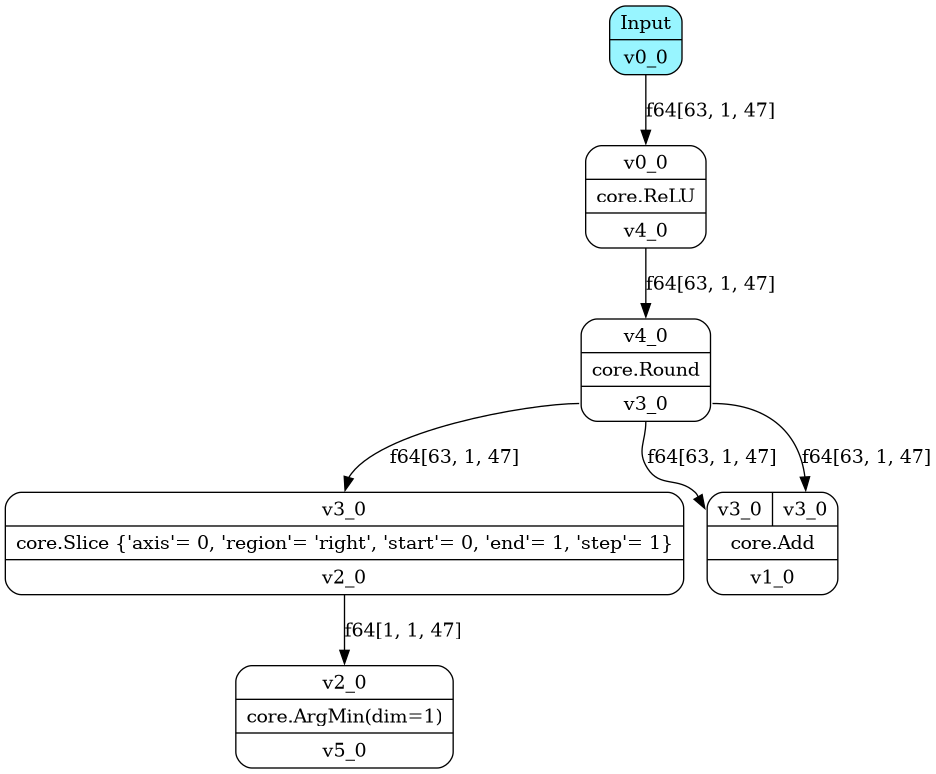 Input
v0_0
f64[63, 1, 47]
v0_0
core.ReLU
v4_0
f64[63, 1, 47]
v4_0
core.Round
v3_0
f64[63, 1, 47]
f64[63, 1, 47]
f64[63, 1, 47]
v3_0
core.Slice {'axis'= 0, 'region'= 'right', 'start'= 0, 'end'= 1, 'step'= 1}
v2_0
v3_0 v3_0
core.Add
v1_0
f64[1, 1, 47]
v2_0
core.ArgMin(dim=1)
v5_0